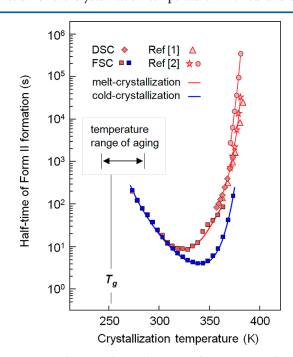 10⁶
10⁵
10⁴
10³
10²
10¹
10⁰
Half-time of Form II formation (s)
DSC Ref [1]
FSC Ref [2]
melt-crystallization
cold-crystallization
temperature
range of aging
Tg
250 300 350 400
Crystallization temperature (K)